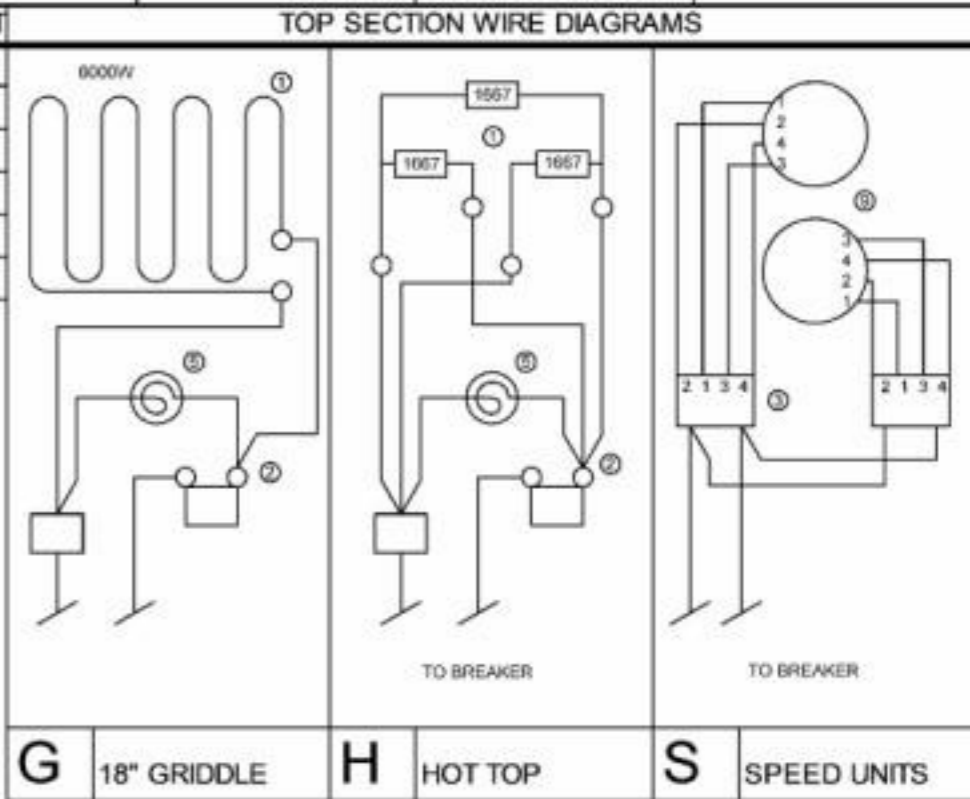 TOP SECTION WIRE DIAGRAMS
6000W
1
5
2
G
18" GRIDDLE
1667
1
1667
1667
5
2
TO BREAKER
H
HOT TOP
1
2
4
3
9
3
4
2
1
2 1 3 4
3
2 1 3 4
TO BREAKER
S
SPEED UNITS